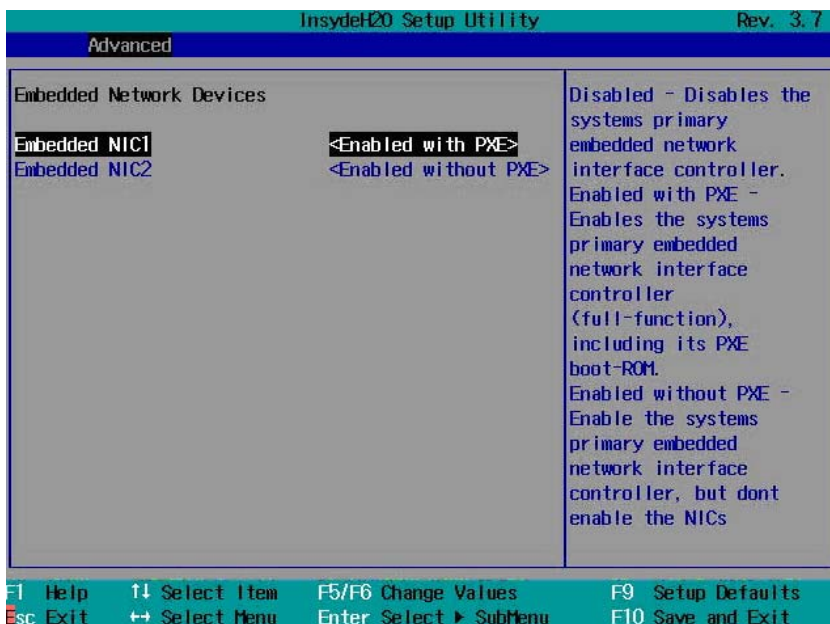 InsydeH20 Setup Utility Rev. 3.7
Advanced
Embedded Network Devices
Embedded NIC1 <Enabled with PXE>
Embedded NIC2 <Enabled without PXE>
Disabled - Disables the
systems primary
embedded network
interface controller.
Enabled with PXE -
Enables the systems
primary embedded
network interface
controller
(full-function),
including its PXE
boot-ROM.
Enabled without PXE -
Enable the systems
primary embedded
network interface
controller, but dont
enable the NICs
F1 Help ↑↓ Select Item F5/F6 Change Values F9 Setup Defaults
Esc Exit ↔ Select Menu Enter Select ▶ SubMenu F10 Save and Exit